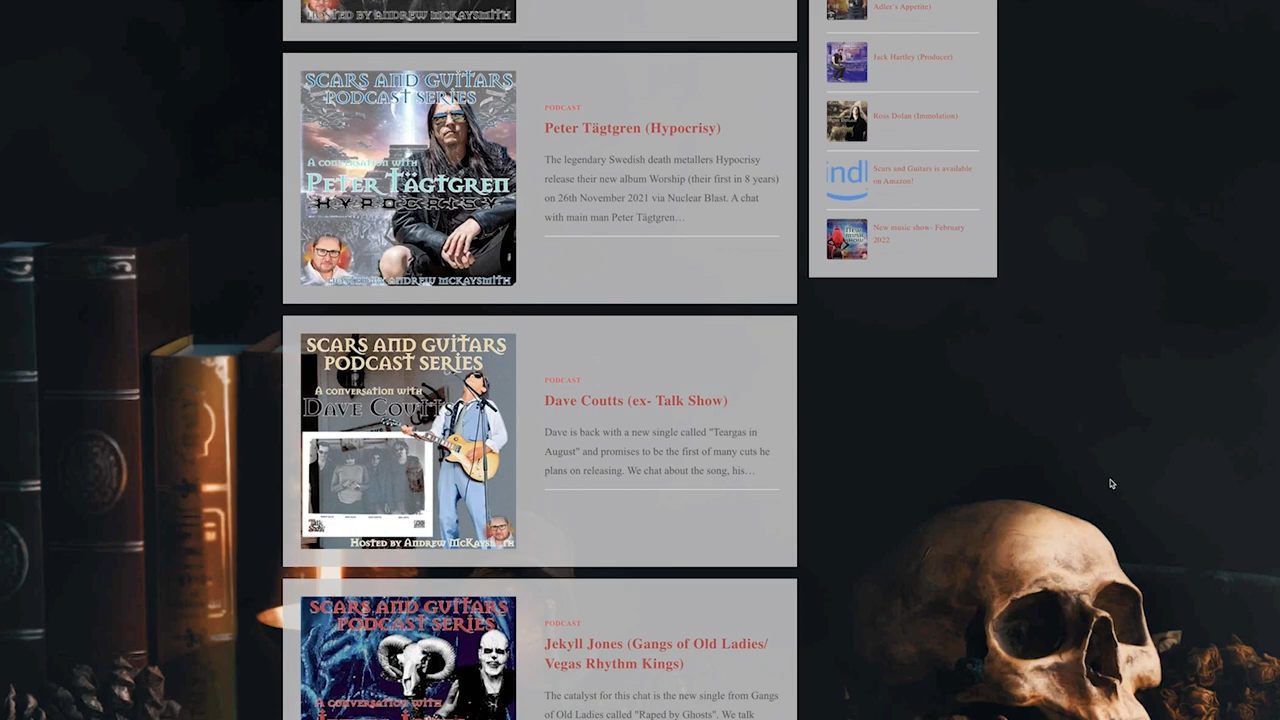 HOSTED BY ANDREW MCKAYSMITH
SCARS AND GUITARS
PODCAST SERIES
A CONVERSATION WITH
PETER TÄGTGREN
HYPOCRISY
HOSTED BY ANDREW MCKAYSMITH
PODCAST
Peter Tägtgren (Hypocrisy)
The legendary Swedish death metallers Hypocrisy
release their new album Worship (their first in 8 years)
on 26th November 2021 via Nuclear Blast. A chat
with main man Peter Tägtgren…
SCARS AND GUITARS
PODCAST SERIES
A CONVERSATION WITH
DAVE COUTTS
HOSTED BY ANDREW MCKAYSMITH
PODCAST
Dave Coutts (ex- Talk Show)
Dave is back with a new single called "Teargas in
August" and promises to be the first of many cuts he
plans on releasing. We chat about the song, his…
SCARS AND GUITARS
PODCAST SERIES
A CONVERSATION WITH
PODCAST
Jekyll Jones (Gangs of Old Ladies/
Vegas Rhythm Kings)
The catalyst for this chat is the new single from Gangs
of Old Ladies called "Raped by Ghosts". We talk
Adler's Appetite)
Jack Hartley (Producer)
Ross Dolan (Immolation)
indl
Scars and Guitars is available
on Amazon!
New music show- February
2022